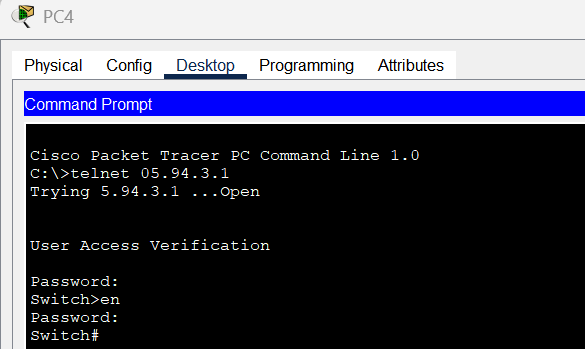 PC4
Physical Config Desktop Programming Attributes
Command Prompt
Cisco Packet Tracer PC Command Line 1.0
C:\>telnet 05.94.3.1
Trying 5.94.3.1 ...Open
User Access Verification
Password:
Switch>en
Password:
Switch#